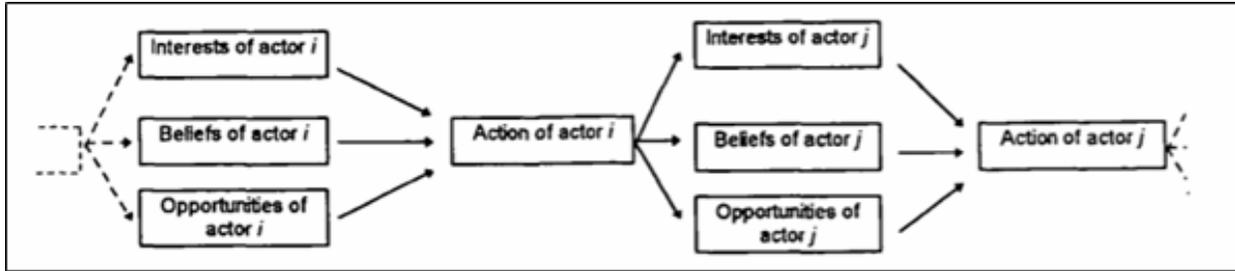 Interests of actor i
Beliefs of actor i
Opportunities of
actor i
Action of actor i
Interests of actor j
Beliefs of actor j
Opportunities of
actor j
Action of actor j